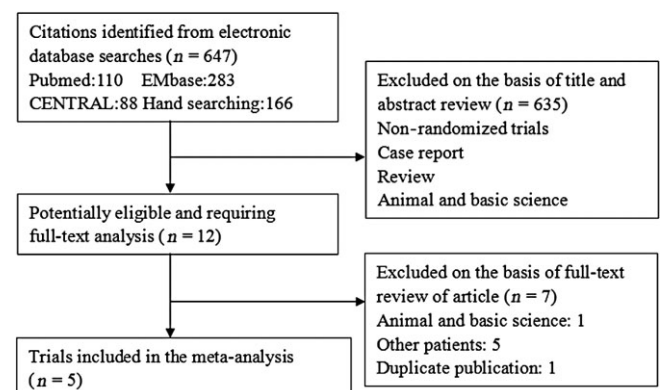 Citations identified from electronic
database searches (n = 647)
Pubmed:110 EMbase:283
CENTRAL:88 Hand searching:166
Excluded on the basis of title and
abstract review (n = 635)
Non-randomized trials
Case report
Review
Animal and basic science
Potentially eligible and requiring
full-text analysis (n = 12)
Excluded on the basis of full-text
review of article (n = 7)
Animal and basic science: 1
Other patients: 5
Duplicate publication: 1
Trials included in the meta-analysis
(n = 5)